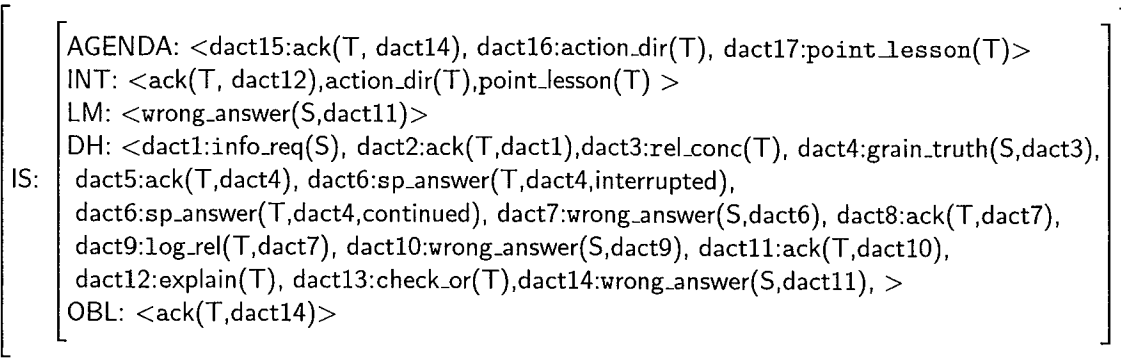 AGENDA: <dact15:ack(T, dact14), dact16:action_dir(T), dact17:point_lesson(T)>
INT: <ack(T, dact12),action_dir(T),point_lesson(T) >
LM: <wrong_answer(S,dact11)>
DH: <dact1:info_req(S), dact2:ack(T,dact1),dact3:rel_conc(T), dact4:grain_truth(S,dact3),
IS: dact5:ack(T,dact4), dact6:sp_answer(T,dact4,interrupted),
dact6:sp_answer(T,dact4,continued), dact7:wrong_answer(S,dact6), dact8:ack(T,dact7),
dact9:log_rel(T,dact7), dact10:wrong_answer(S,dact9), dact11:ack(T,dact10),
dact12:explain(T), dact13:check_or(T),dact14:wrong_answer(S,dact11), >
OBL: <ack(T,dact14)>